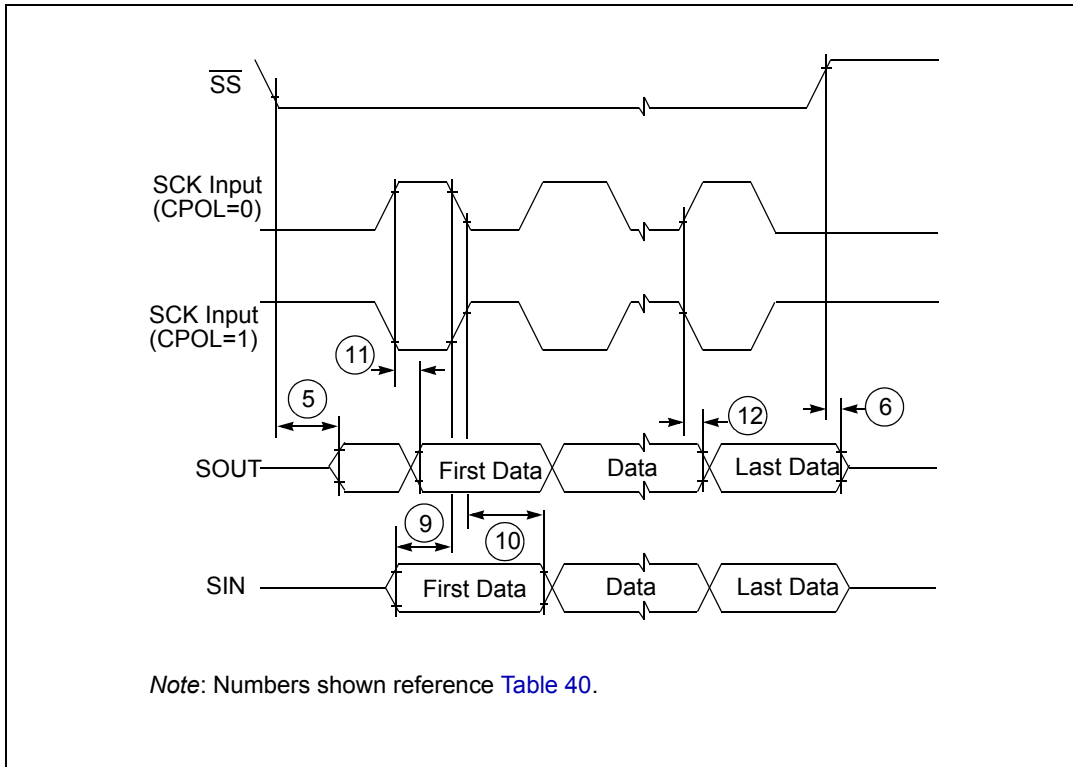 SS
SCK Input
(CPOL=0)
SCK Input
(CPOL=1)
11
5
12
6
SOUT
First Data
Data
Last Data
9
10
SIN
First Data
Data
Last Data
Note: Numbers shown reference Table 40.